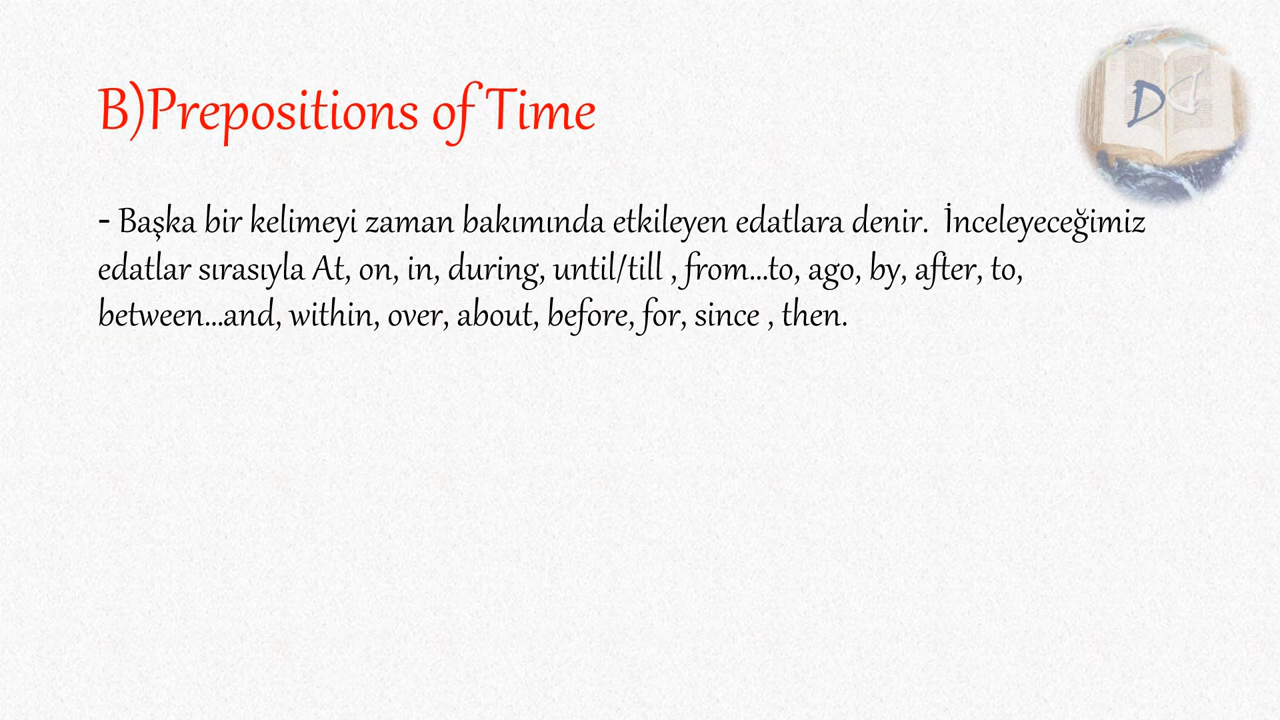 B)Prepositions of Time
D
- Başka bir kelimeyi zaman bakımında etkileyen edatlara denir.  İnceleyeceğimiz
edatlar sırasıyla At, on, in, during, until/till , from...to, ago, by, after, to,
between...and, within, over, about, before, for, since , then.